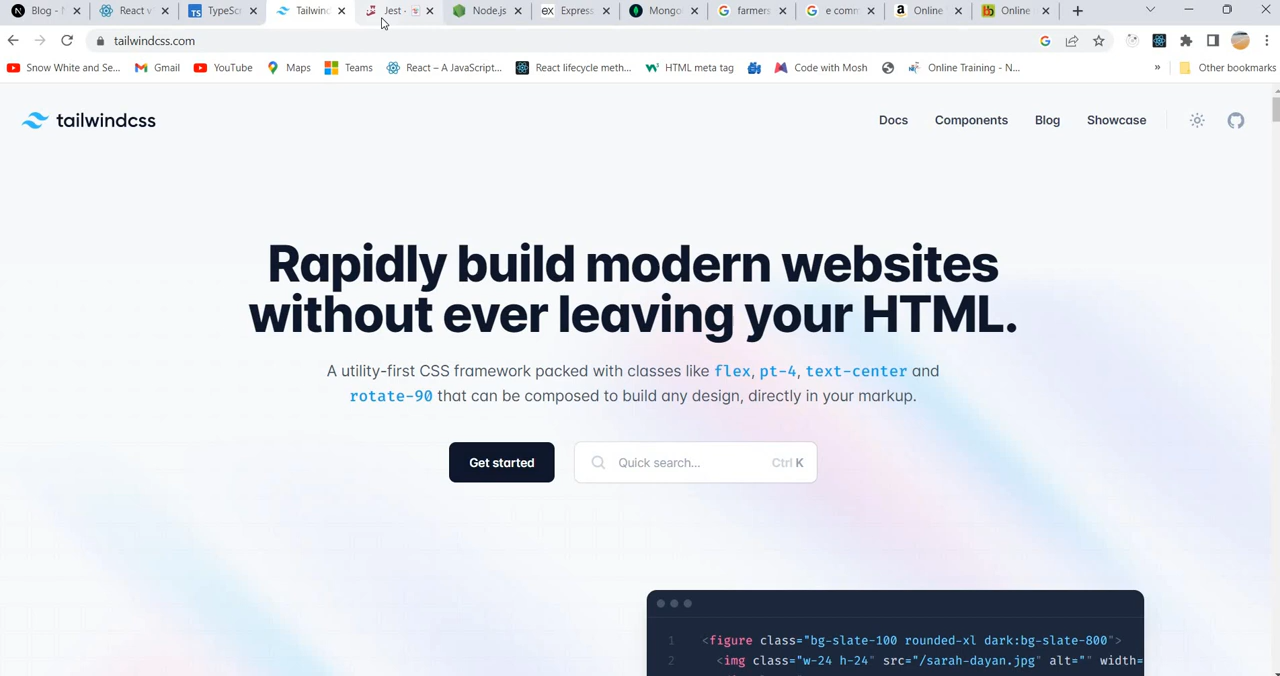 Blog - N
React v
TypeScr
Tailwind
Jest ·
Node.js
Express
Mongo
farmers
e comm
Online
Online
tailwindcss.com
Snow White and Se...
Gmail
YouTube
Maps
Teams
React – A JavaScript...
React lifecycle meth...
HTML meta tag
Code with Mosh
Online Training - N...
»
Other bookmarks
tailwindcss
Docs
Components
Blog
Showcase
Rapidly build modern websites
without ever leaving your HTML.
A utility-first CSS framework packed with classes like flex, pt-4, text-center and
rotate-90 that can be composed to build any design, directly in your markup.
Get started
Quick search...
Ctrl K
1 <figure class="bg-slate-100 rounded-xl dark:bg-slate-800">
2 <img class="w-24 h-24" src="/sarah-dayan.jpg" alt="" width=